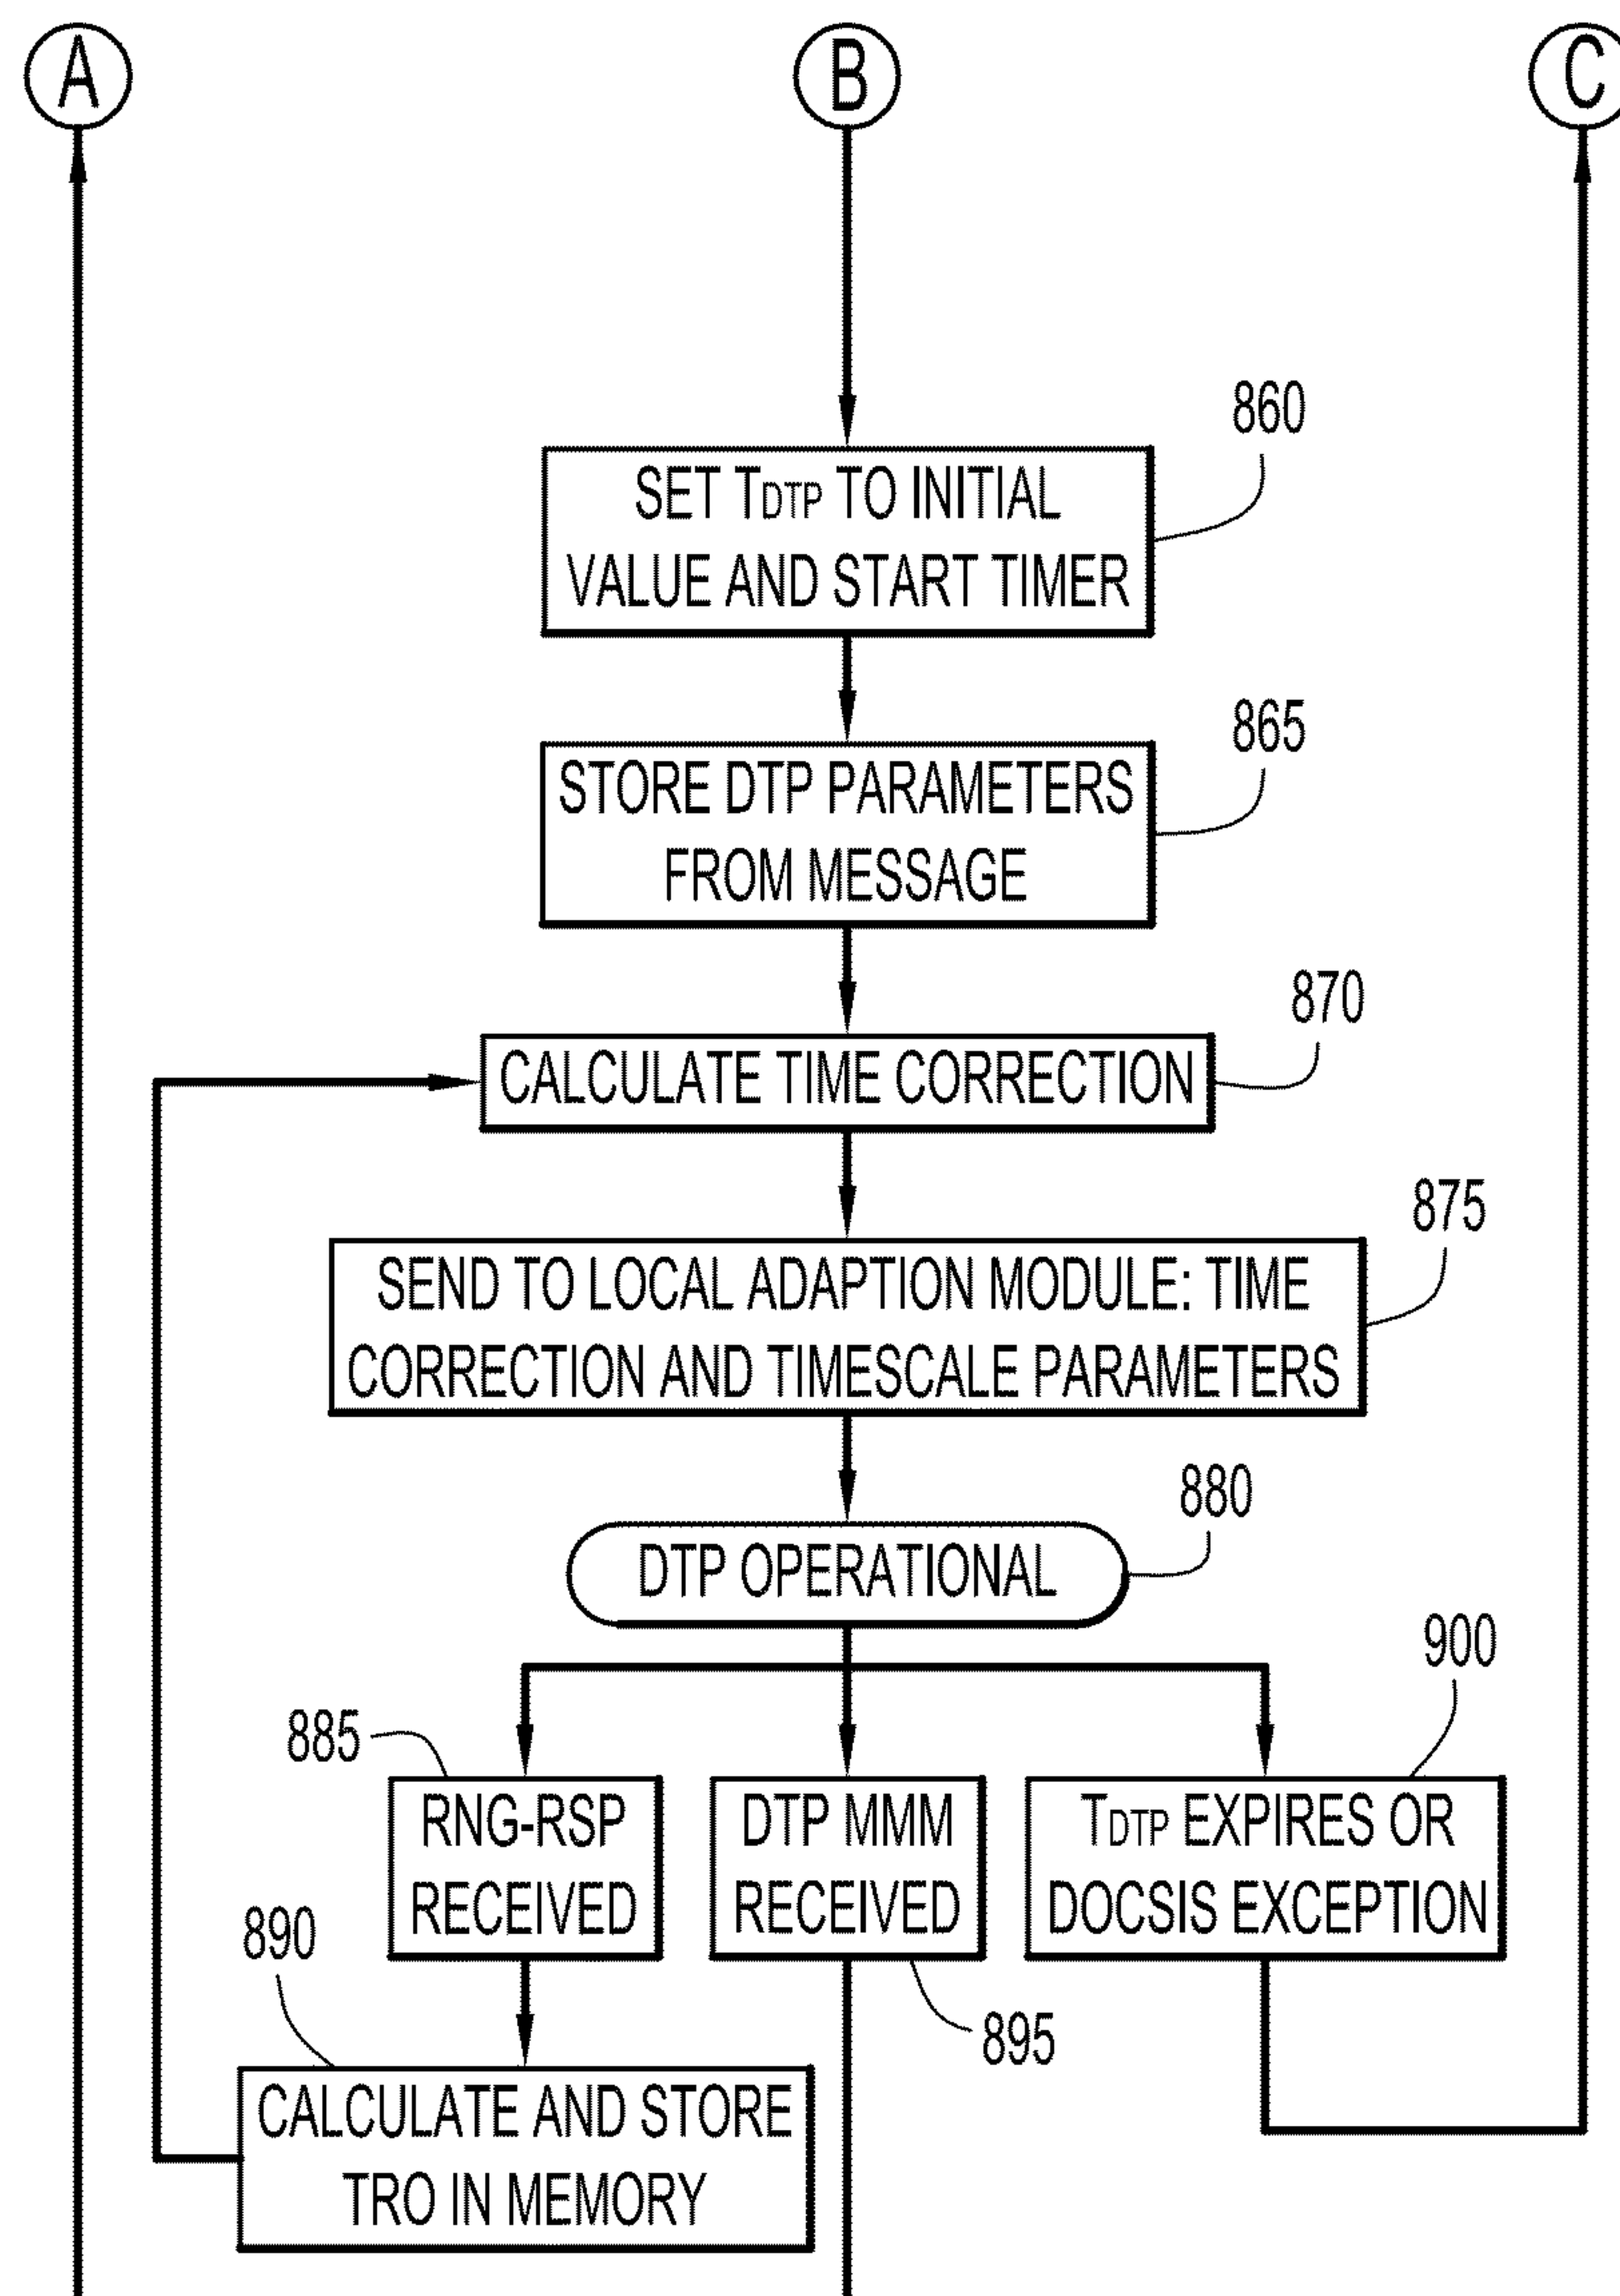 A
B
C
860
SET TDTP TO INITIAL
VALUE AND START TIMER
865
STORE DTP PARAMETERS
FROM MESSAGE
870
CALCULATE TIME CORRECTION
875
SEND TO LOCAL ADAPTION MODULE: TIME
CORRECTION AND TIMESCALE PARAMETERS
880
DTP OPERATIONAL
900
885
RNG-RSP
RECEIVED
DTP MMM
RECEIVED
TDTP EXPIRES OR
DOCSIS EXCEPTION
890
895
CALCULATE AND STORE
TRO IN MEMORY